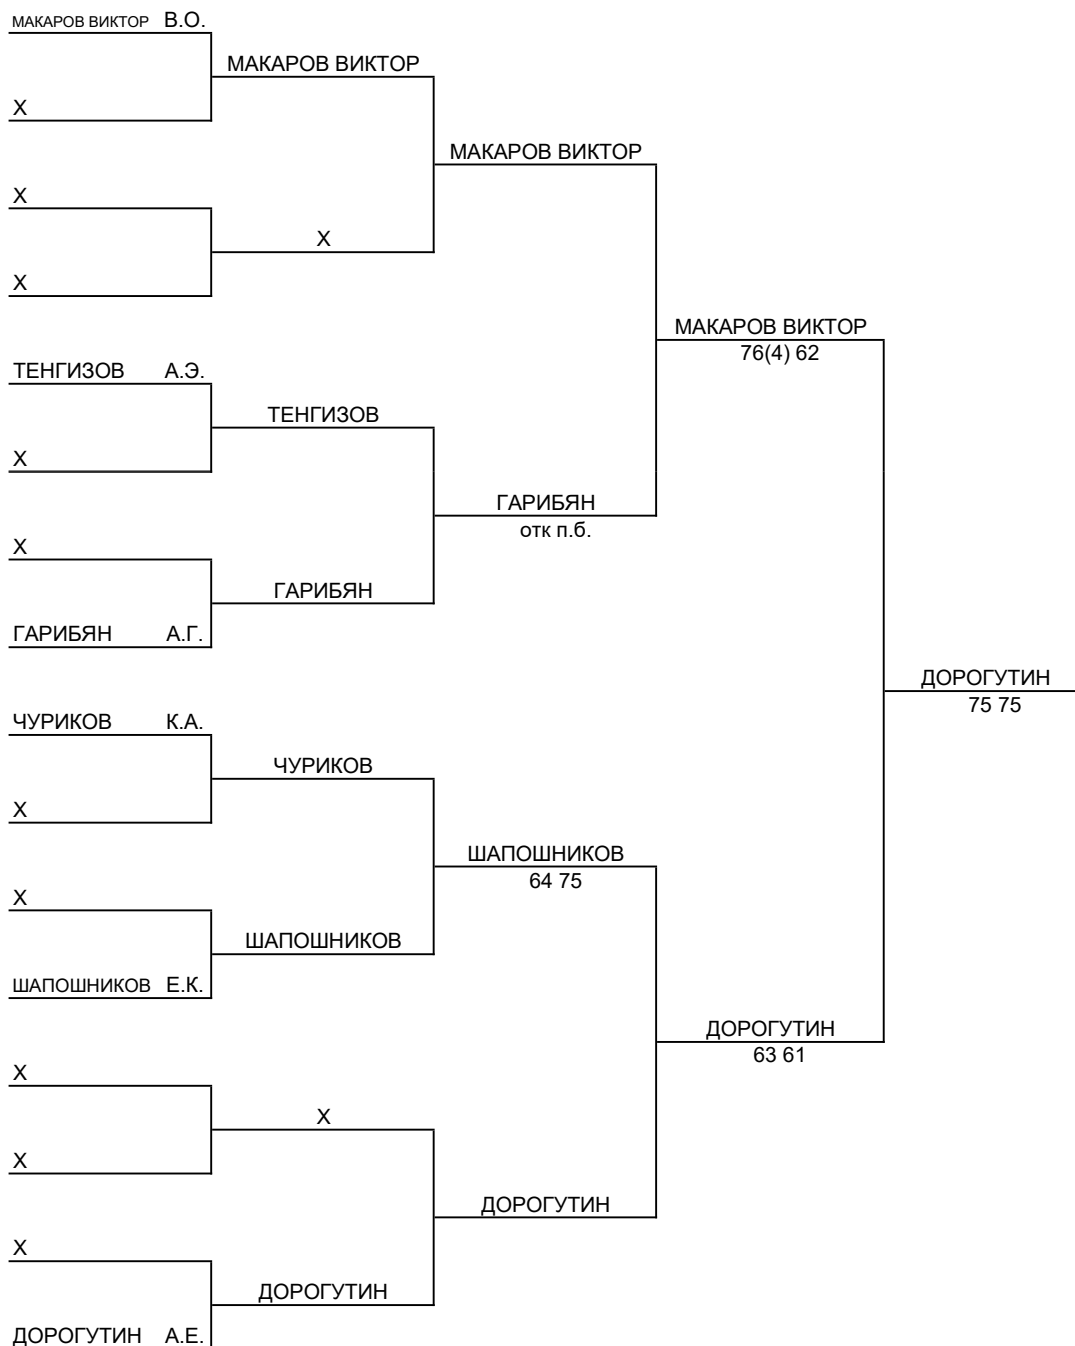 МАКАРОВ ВИКТОР В.О.
МАКАРОВ ВИКТОР
X
МАКАРОВ ВИКТОР
X
X
X
МАКАРОВ ВИКТОР
76(4) 62
ТЕНГИЗОВ А.Э.
ТЕНГИЗОВ
X
ГАРИБЯН
отк п.б.
X
ГАРИБЯН
ГАРИБЯН А.Г.
ДОРОГУТИН
75 75
ЧУРИКОВ К.А.
ЧУРИКОВ
X
ШАПОШНИКОВ
64 75
X
ШАПОШНИКОВ
ШАПОШНИКОВ Е.К.
ДОРОГУТИН
63 61
X
X
X
ДОРОГУТИН
X
ДОРОГУТИН
ДОРОГУТИН А.Е.